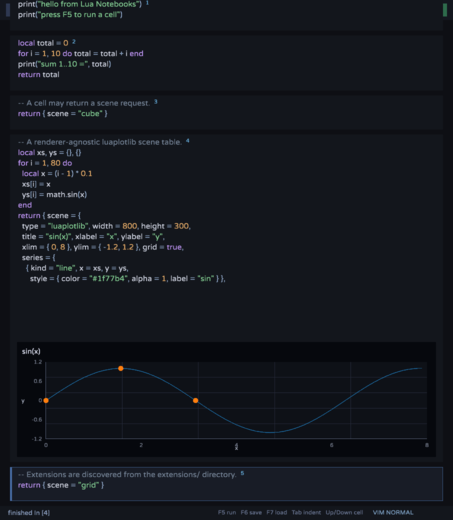 print("hello from Lua Notebooks") 1
print("press F5 to run a cell")
local total = 0 2
for i = 1, 10 do total = total + i end
print("sum 1..10 =", total)
return total
-- A cell may return a scene request. 3
return { scene = "cube" }
-- A renderer-agnostic luaplotlib scene table. 4
local xs, ys = {}, {}
for i = 1, 80 do
local x = (i - 1) * 0.1
xs[i] = x
ys[i] = math.sin(x)
end
return { scene = {
type = "luaplotlib", width = 800, height = 300,
title = "sin(x)", xlabel = "x", ylabel = "y",
xlim = { 0, 8 }, ylim = { -1.2, 1.2 }, grid = true,
series = {
{ kind = "line", x = xs, y = ys,
style = { color = "#1f77b4", alpha = 1, label = "sin" } },
sin(x)
1.2
0.6
y 0
-0.6
-1.2
0 2 6 8
-- Extensions are discovered from the extensions/ directory. 5
return { scene = "grid" }
finished in [4] F5 run F6 save F7 load Tab indent Up/Down cell VIM NORMAL